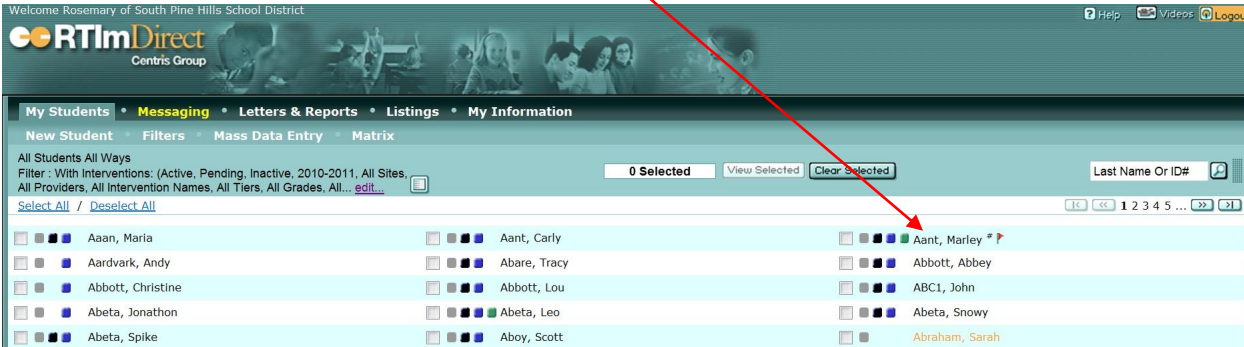 Welcome Rosemary of South Pine Hills School District
Help Videos Logou
RTImDirect
Centris Group
My Students • Messaging • Letters & Reports • Listings • My Information
New Student • Filters • Mass Data Entry • Matrix
All Students All Ways
Filter : With Interventions: (Active, Pending, Inactive, 2010-2011, All Sites,
All Providers, All Intervention Names, All Tiers, All Grades, All... edit...
0 Selected View Selected Clear Selected
Last Name Or ID#
Select All / Deselect All
1 2 3 4 5 ...
Aaan, Maria Aant, Carly Aant, Marley #
Aardvark, Andy Abare, Tracy Abbott, Abbey
Abbott, Christine Abbott, Lou ABC1, John
Abeta, Jonathon Abeta, Leo Abeta, Snowy
Abeta, Spike Aboy, Scott Abraham, Sarah